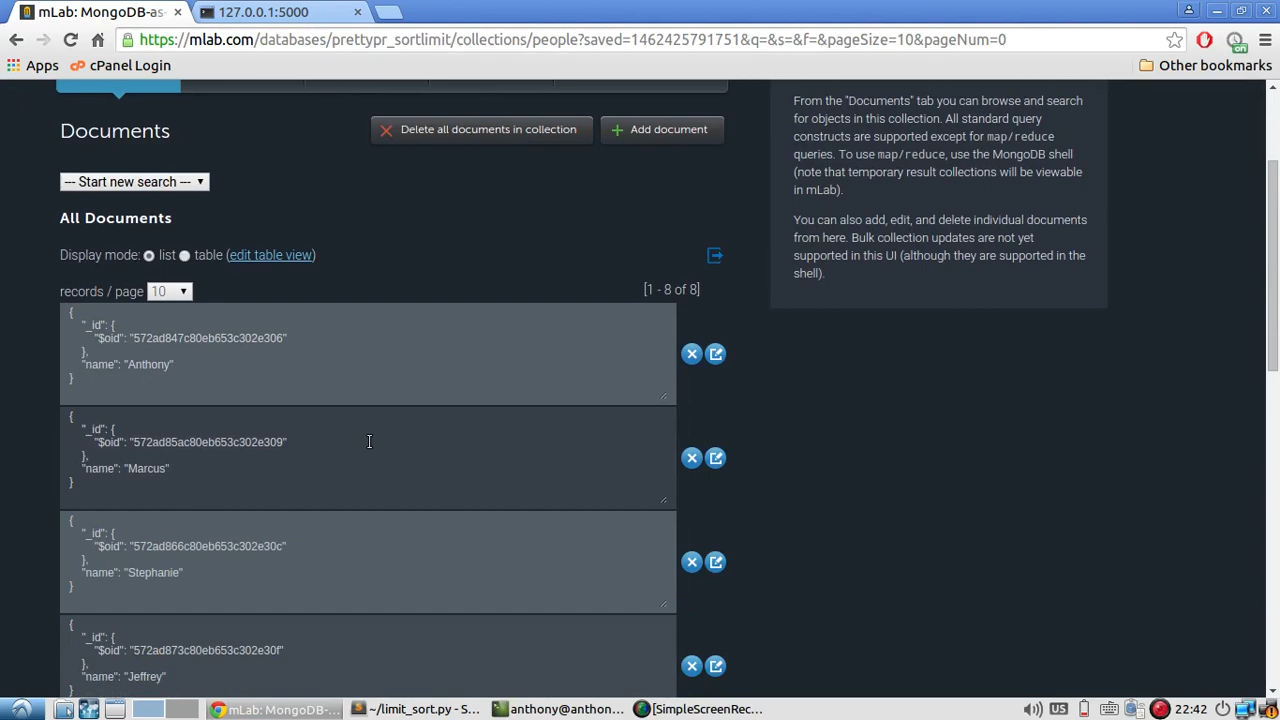 mLab: MongoDB-as-
127.0.0.1:5000
https://mlab.com/databases/prettypr_sortlimit/collections/people?saved=1462425791751&q=&s=&f=&pageSize=10&pageNum=0
Apps
cPanel Login
Other bookmarks
Documents
Delete all documents in collection
Add document
--- Start new search ---
All Documents
Display mode: list table (edit table view)
records / page 10
[1 - 8 of 8]
{
"_id": {
"$oid": "572ad847c80eb653c302e306"
},
"name": "Anthony"
}
{
"_id": {
"$oid": "572ad85ac80eb653c302e309"
},
"name": "Marcus"
}
{
"_id": {
"$oid": "572ad866c80eb653c302e30c"
},
"name": "Stephanie"
}
{
"_id": {
"$oid": "572ad873c80eb653c302e30f"
},
"name": "Jeffrey"
}
From the "Documents" tab you can browse and search
for objects in this collection. All standard query
constructs are supported except for map/reduce
queries. To use map/reduce, use the MongoDB shell
(note that temporary result collections will be viewable
in mLab).
You can also add, edit, and delete individual documents
from here. Bulk collection updates are not yet
supported in this UI (although they are supported in the
shell).
mLab: MongoDB-...
~/limit_sort.py - S...
anthony@anthon...
[SimpleScreenRec...
US
22:42